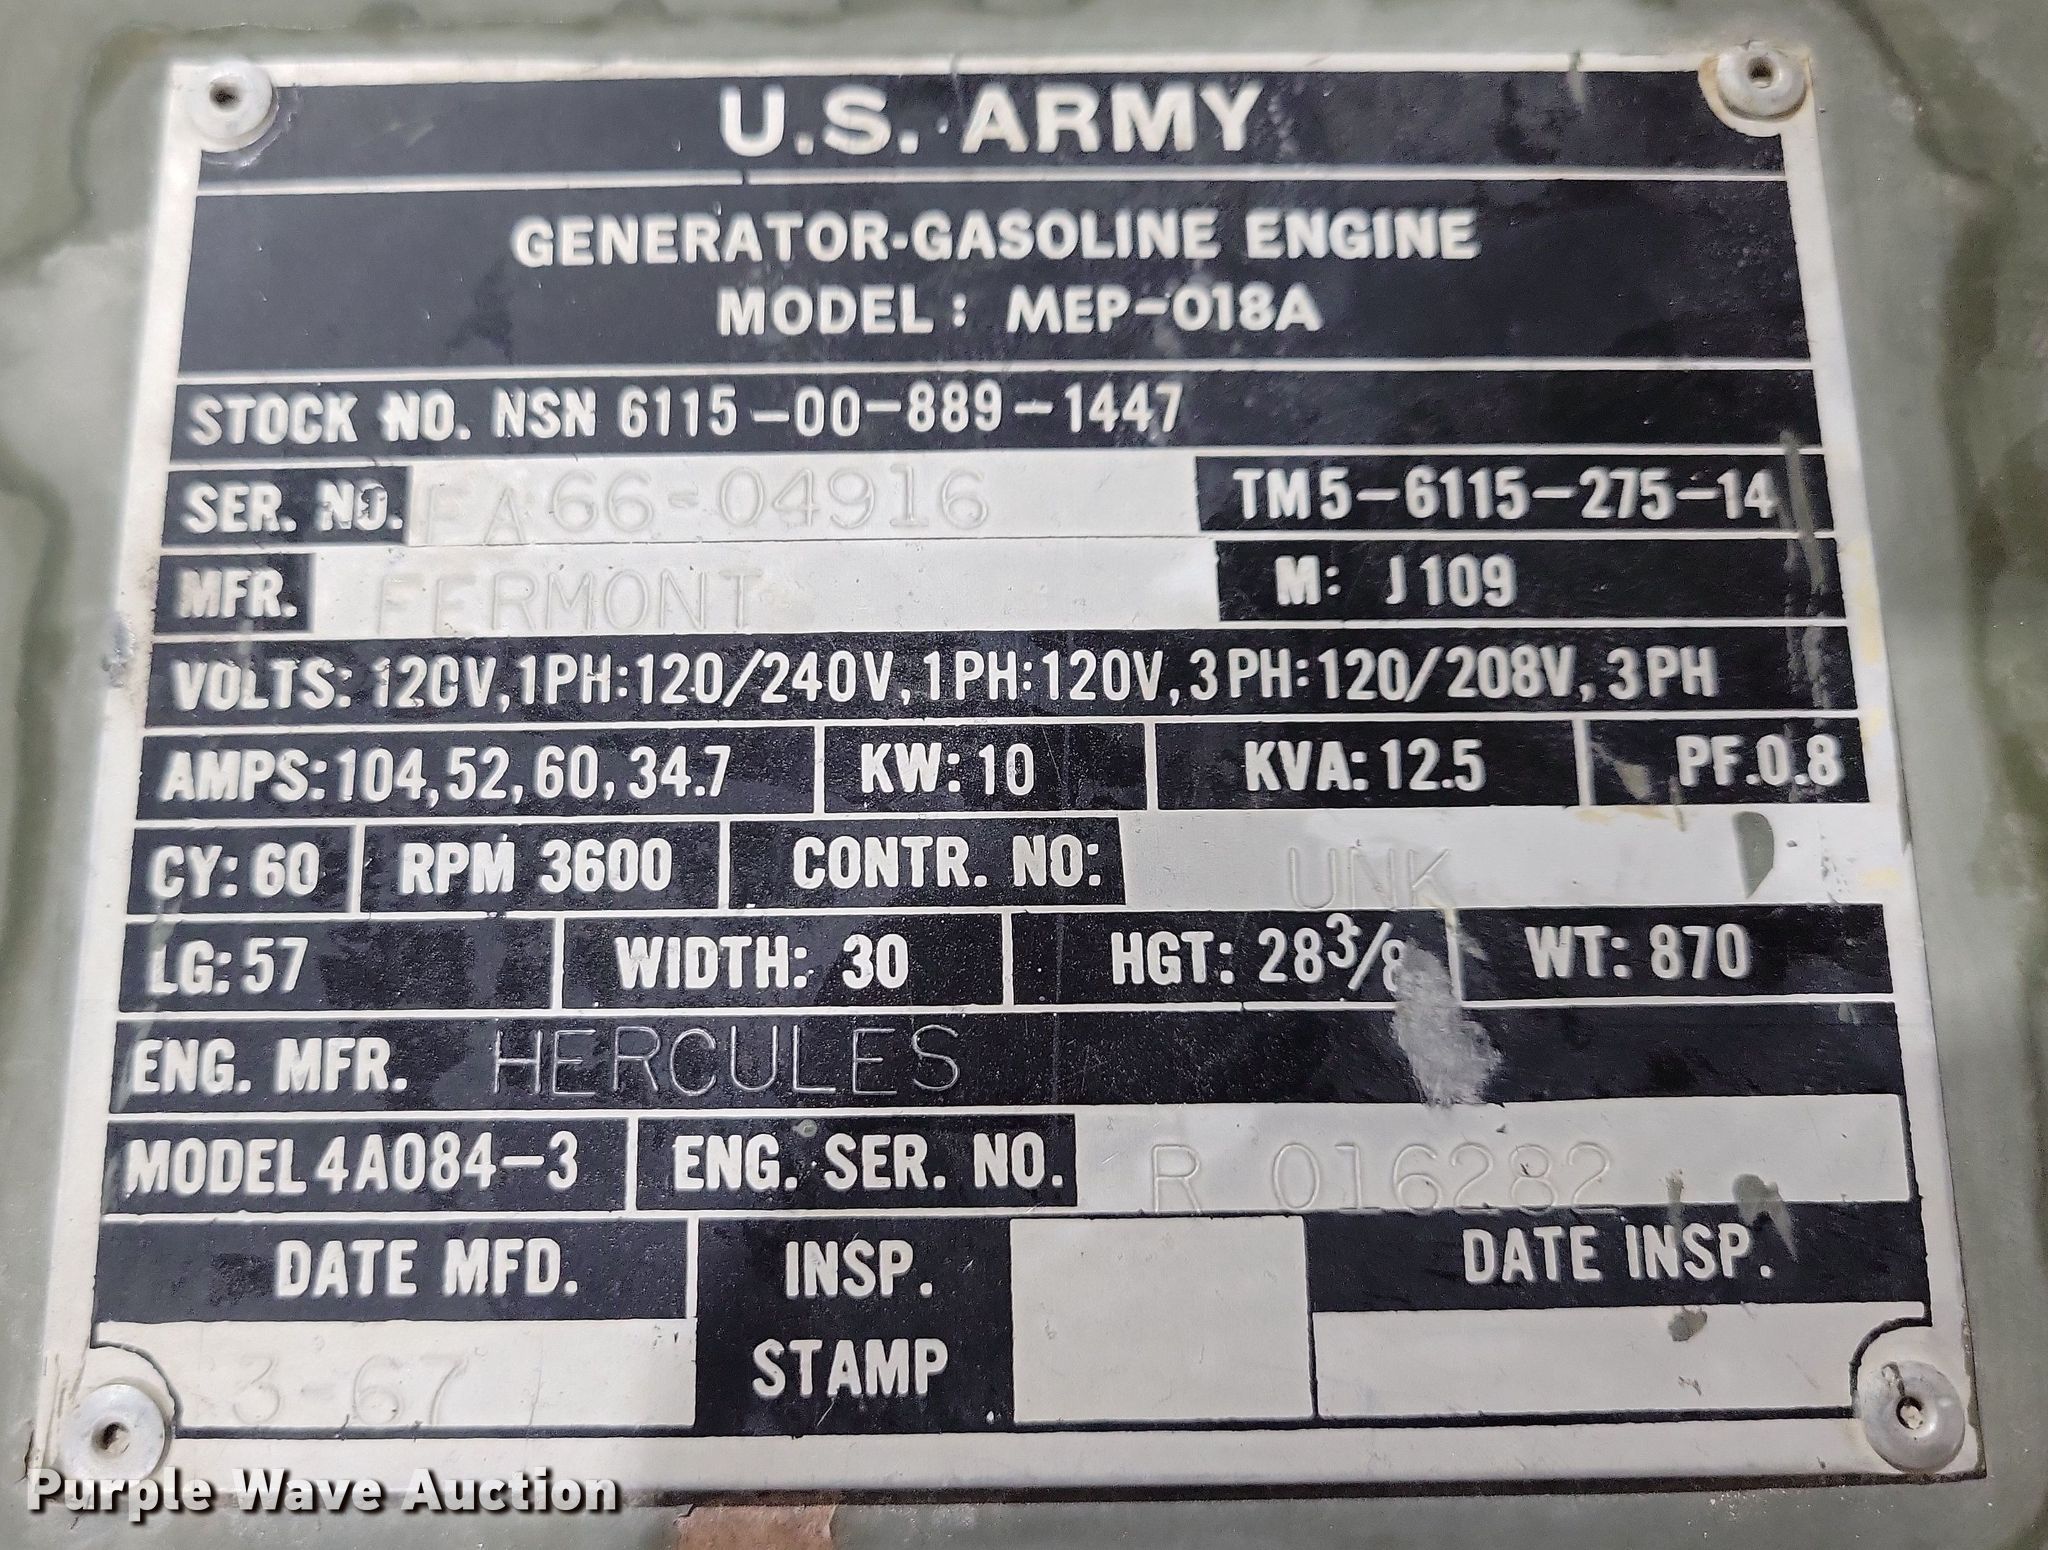 U.S. ARMY
GENERATOR-GASOLINE ENGINE
MODEL: MEP-018A
STOCK NO. NSN 6115-00-889-1447
SER. NO. FA 66-04916 TM 5-6115-275-14
MFR. FERMONT M: J109
VOLTS: 120V, 1PH: 120/240V, 1PH: 120V, 3PH: 120/208V, 3PH
AMPS: 104, 52, 60, 34.7 KW: 10 KVA: 12.5 PF. 0.8
CY: 60 RPM 3600 CONTR. NO: UNK
LG: 57 WIDTH: 30 HGT: 28 3/8 WT: 870
ENG. MFR. HERCULES
MODEL 4A084-3 ENG. SER. NO. R 016282
DATE MFD. INSP. DATE INSP.
3-67 STAMP
Purple Wave Auction